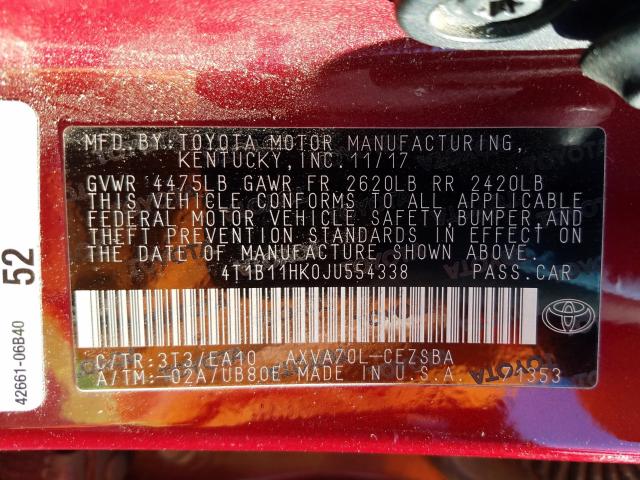 MFD.BY:TOYOTA MOTOR MANUFACTURING,
KENTUCKY,INC.11/17
GVWR 4475LB GAWR FR 2620LB RR 2420LB
THIS VEHICLE CONFORMS TO ALL APPLICABLE
FEDERAL MOTOR VEHICLE SAFETY,BUMPER AND
THEFT PREVENTION STANDARDS IN EFFECT ON
THE DATE OF MANUFACTURE SHOWN ABOVE.
4T1B11HK0JU554338 PASS.CAR
C/TR:3T3/EA10 AXVA70L-CEZSBA
A/TM:-02A/UB80E MADE IN U.S.A.
52
42661-06B40
TOYOTA